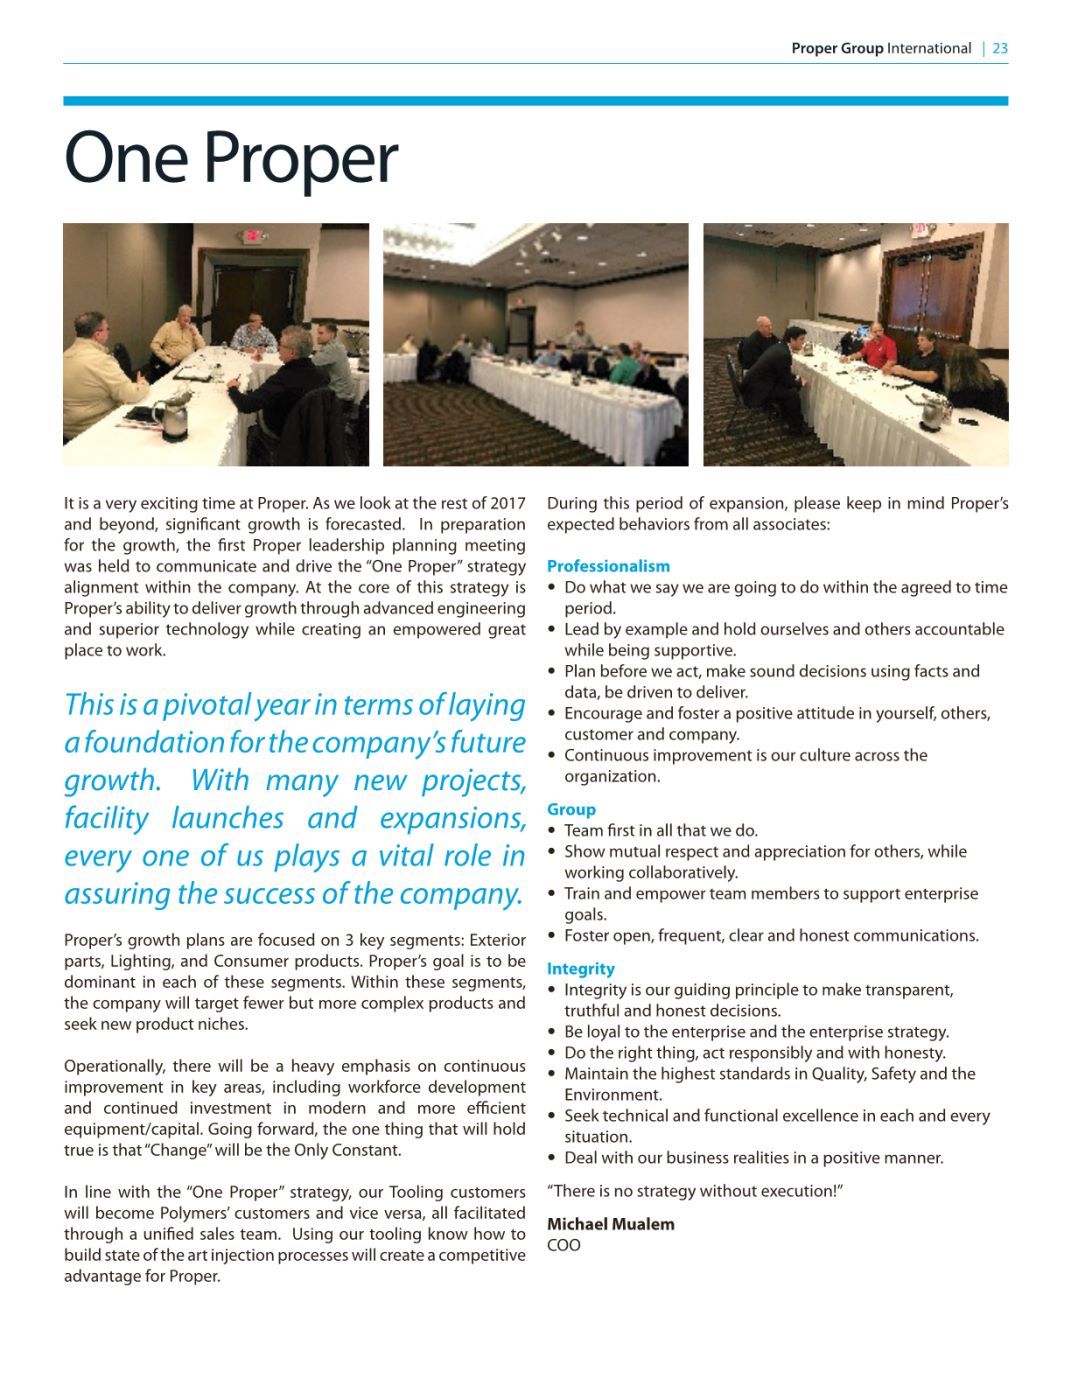 Proper Group International | 23
One Proper
It is a very exciting time at Proper. As we look at the rest of 2017
and beyond, significant growth is forecasted. In preparation
for the growth, the first Proper leadership planning meeting
was held to communicate and drive the “One Proper” strategy
alignment within the company. At the core of this strategy is
Proper’s ability to deliver growth through advanced engineering
and superior technology while creating an empowered great
place to work.
This is a pivotal year in terms of laying
a foundation for the company’s future
growth. With many new projects,
facility launches and expansions,
every one of us plays a vital role in
assuring the success of the company.
Proper’s growth plans are focused on 3 key segments: Exterior
parts, Lighting, and Consumer products. Proper’s goal is to be
dominant in each of these segments. Within these segments,
the company will target fewer but more complex products and
seek new product niches.
Operationally, there will be a heavy emphasis on continuous
improvement in key areas, including workforce development
and continued investment in modern and more efficient
equipment/capital. Going forward, the one thing that will hold
true is that “Change” will be the Only Constant.
In line with the “One Proper” strategy, our Tooling customers
will become Polymers’ customers and vice versa, all facilitated
through a unified sales team. Using our tooling know how to
build state of the art injection processes will create a competitive
advantage for Proper.
During this period of expansion, please keep in mind Proper’s
expected behaviors from all associates:
Professionalism
• Do what we say we are going to do within the agreed to time
period.
• Lead by example and hold ourselves and others accountable
while being supportive.
• Plan before we act, make sound decisions using facts and
data, be driven to deliver.
• Encourage and foster a positive attitude in yourself, others,
customer and company.
• Continuous improvement is our culture across the
organization.
Group
• Team first in all that we do.
• Show mutual respect and appreciation for others, while
working collaboratively.
• Train and empower team members to support enterprise
goals.
• Foster open, frequent, clear and honest communications.
Integrity
• Integrity is our guiding principle to make transparent,
truthful and honest decisions.
• Be loyal to the enterprise and the enterprise strategy.
• Do the right thing, act responsibly and with honesty.
• Maintain the highest standards in Quality, Safety and the
Environment.
• Seek technical and functional excellence in each and every
situation.
• Deal with our business realities in a positive manner.
“There is no strategy without execution!”
Michael Mualem
COO